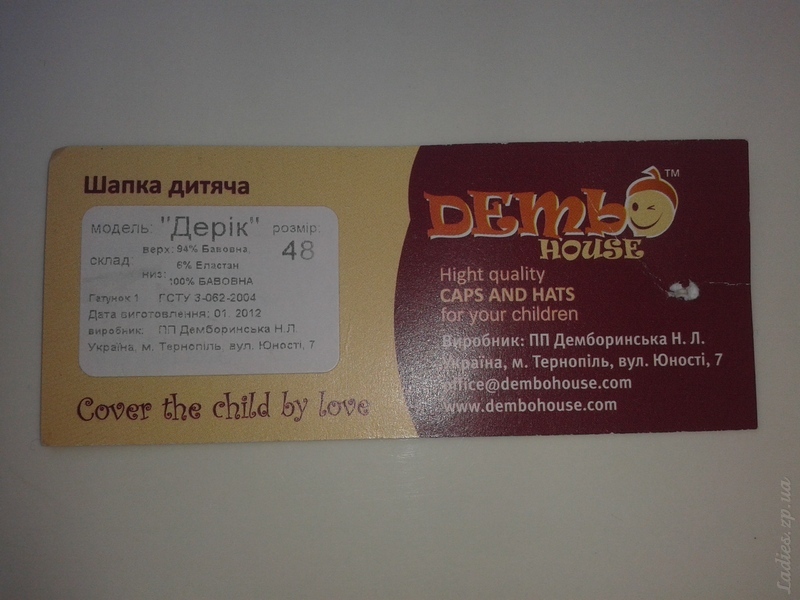 Шапка дитяча
модель: "Дерік" розмір:
48
склад:
верх: 94% Бавовна
6% Еластан
низ:
100% БАВОВНА
Гатунок 1 ГСТУ 3-062-2004
Дата виготовлення: 01. 2012
виробник: ПП Демборинська Н.Л.
Україна, м. Тернопіль, вул. Юності, 7
Cover the child by love
DEMbO TM
HOUSE
Hight quality
CAPS AND HATS
for your children
Виробник: ПП Демборинська Н. Л.
Україна, м. Тернопіль, вул. Юності, 7
office@dembohouse.com
www.dembohouse.com
Ladies.zp.ua